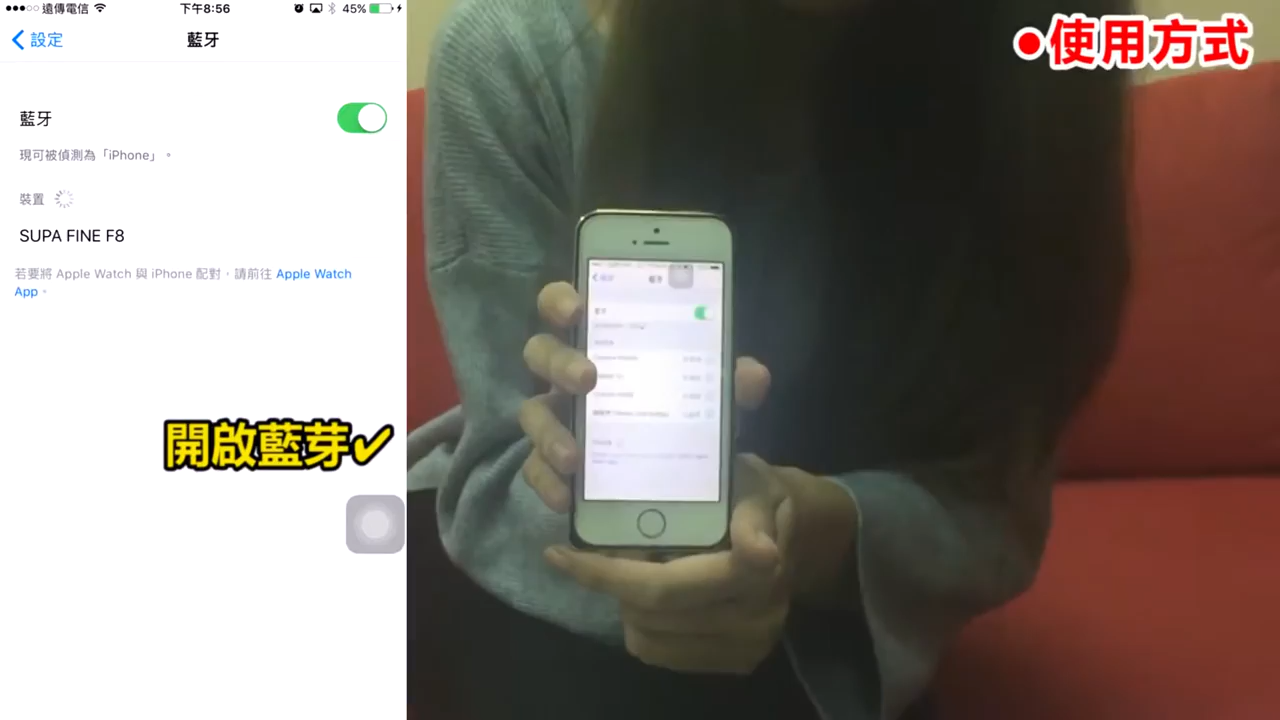 遠傳電信 下午8:56 45%
設定 藍牙
藍牙
現可被偵測為「iPhone」。
裝置
SUPA FINE F8
若要將 Apple Watch 與 iPhone 配對，請前往 Apple Watch
App。
開啟藍芽✔
●使用方式
藍牙